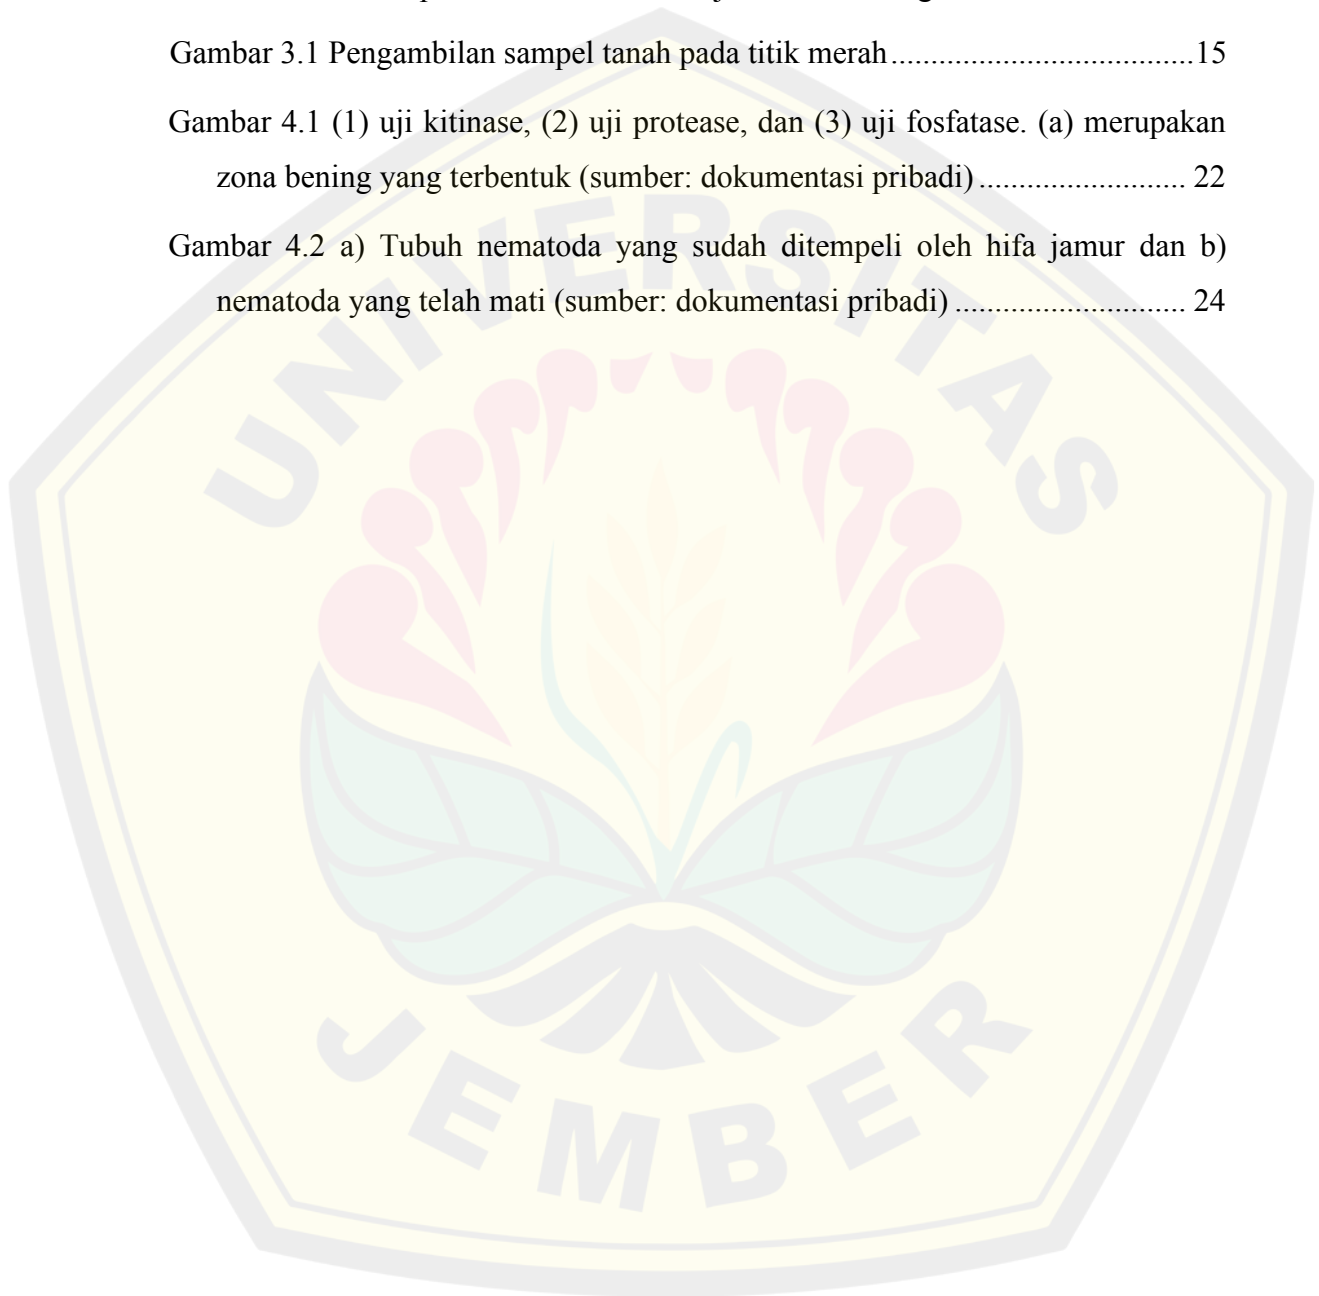 Gambar 3.1 Pengambilan sampel tanah pada titik merah......................................15
Gambar 4.1 (1) uji kitinase, (2) uji protease, dan (3) uji fosfatase. (a) merupakan
zona bening yang terbentuk (sumber: dokumentasi pribadi).......................... 22
Gambar 4.2 a) Tubuh nematoda yang sudah ditempeli oleh hifa jamur dan b)
nematoda yang telah mati (sumber: dokumentasi pribadi) ............................. 24
UNIVERSITAS
JEMBER